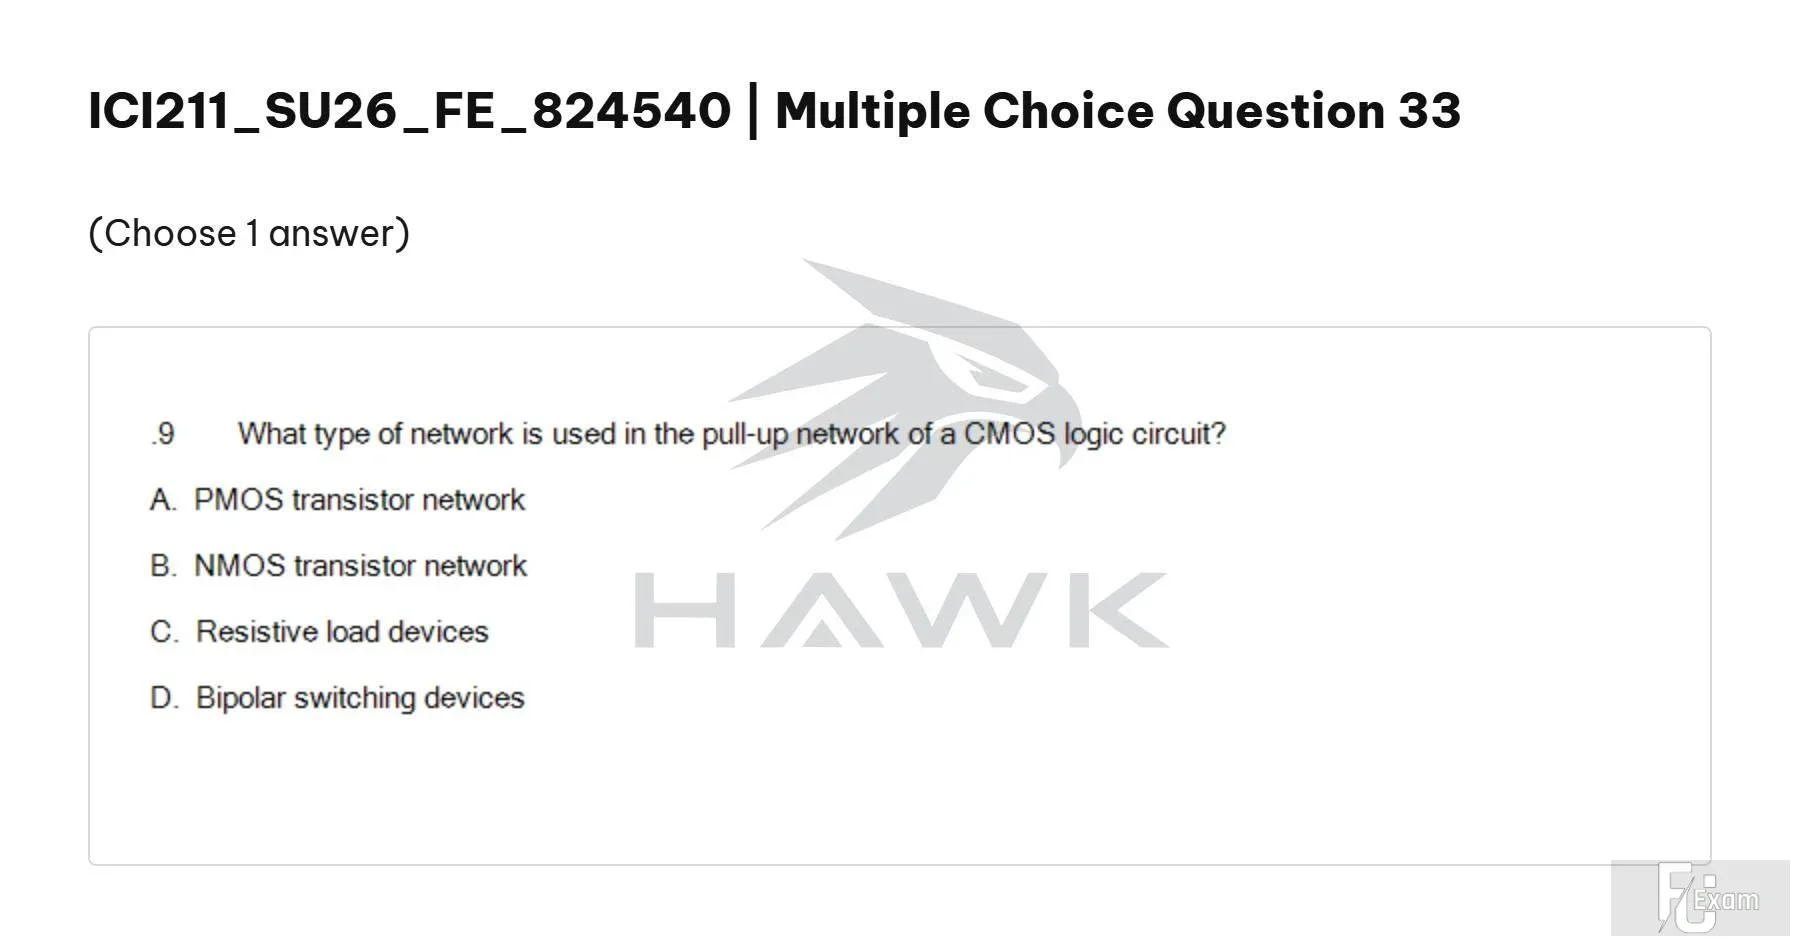 ICI211_SU26_FE_824540 | Multiple Choice Question 33
(Choose 1 answer)
.9 What type of network is used in the pull-up network of a CMOS logic circuit?
A. PMOS transistor network
B. NMOS transistor network
C. Resistive load devices
D. Bipolar switching devices
HAWK
FC Exam